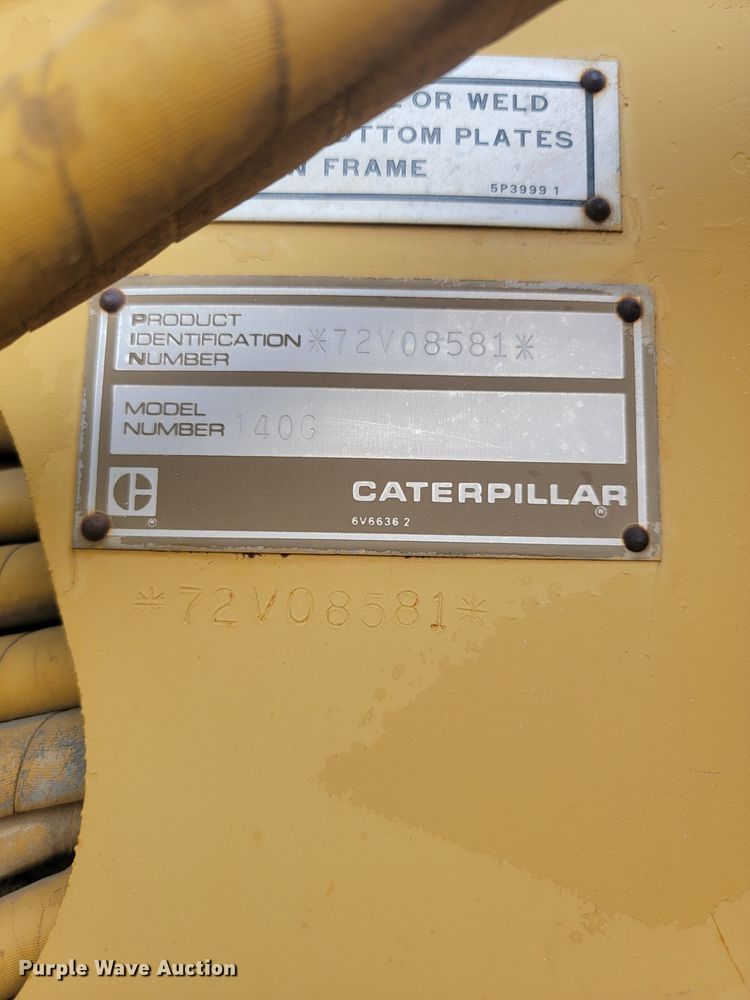 OR WELD
PLATES
FRAME
5P3999 1
PRODUCT
IDENTIFICATION
NUMBER
*72V08581*
MODEL
NUMBER
140G
CATERPILLAR
®
C
®
6V6636 2
*72V08581*
Purple Wave Auction